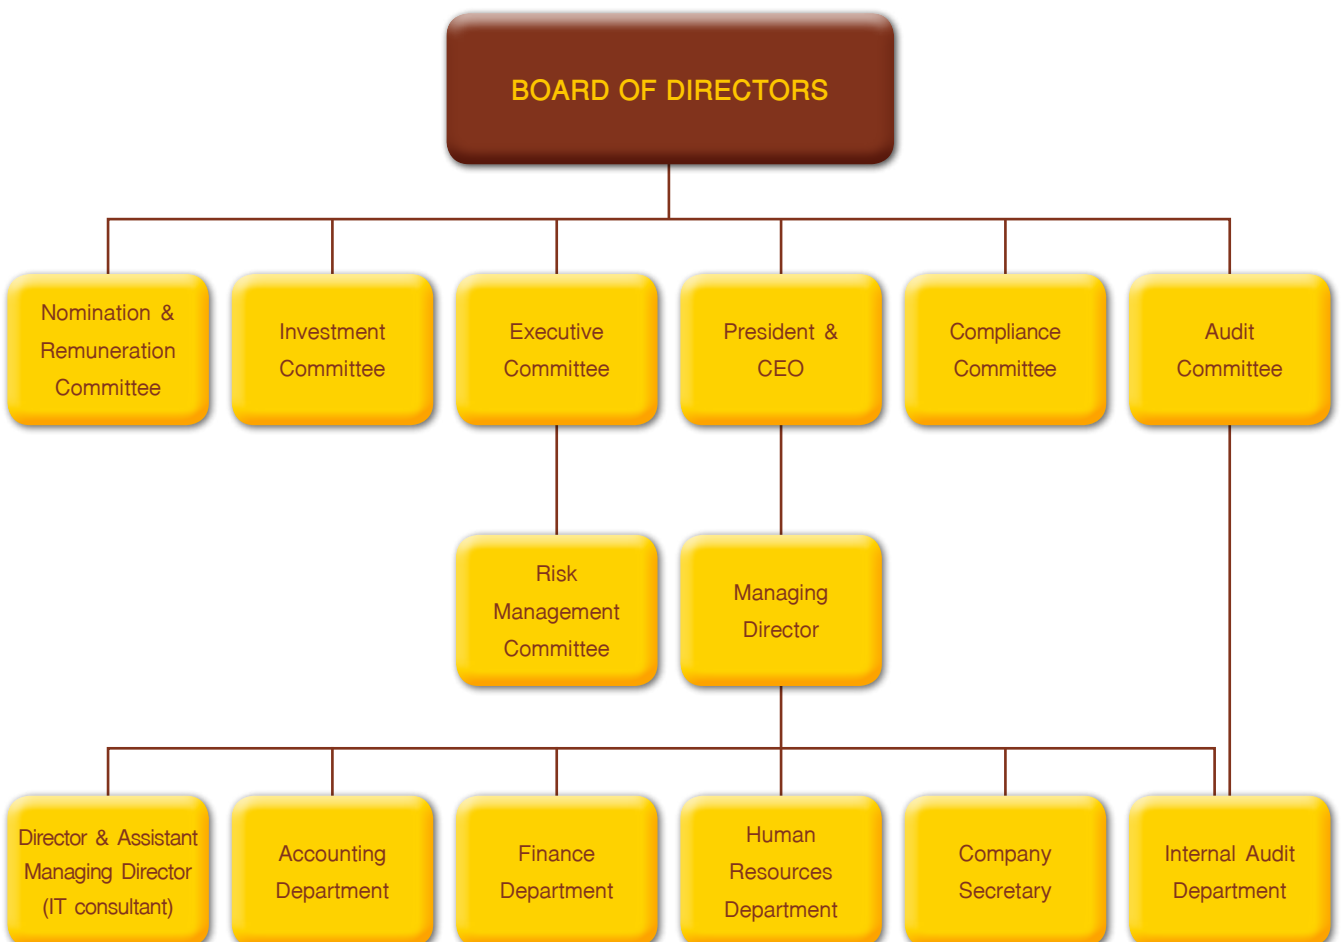 BOARD OF DIRECTORS
Nomination &
Remuneration
Committee
Investment
Committee
Executive
Committee
President &
CEO
Compliance
Committee
Audit
Committee
Risk
Management
Committee
Managing
Director
Director & Assistant
Managing Director
(IT consultant)
Accounting
Department
Finance
Department
Human
Resources
Department
Company
Secretary
Internal Audit
Department